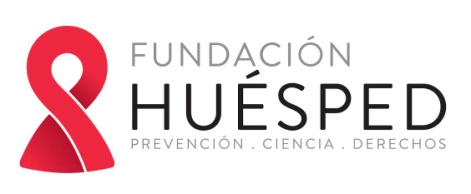 FUNDACIÓN
HUÉSPED
PREVENCIÓN . CIENCIA . DERECHOS